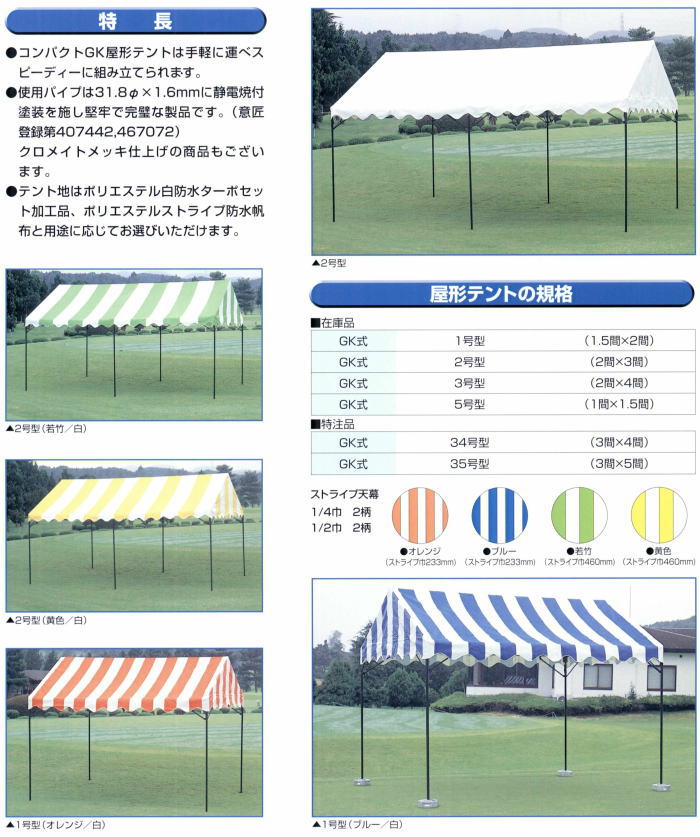 特長
●コンパクトGK屋形テントは手軽に運べス
ピーディーに組み立てられます。
●使用パイプは31.8φ×1.6mmに静電焼付
塗装を施し堅牢で完璧な製品です。（意匠
登録第407442,467072）
クロメイトメッキ仕上げの商品もござい
ます。
●テント地はポリエステル白防水ターポセッ
ト加工品、ポリエステルストライプ防水帆
布と用途に応じてお選びいただけます。
▲2号型（若竹／白）
▲2号型（黄色／白）
▲1号型（オレンジ／白）
▲2号型
屋形テントの規格
■在庫品
GK式 1号型 （1.5間×2間）
GK式 2号型 （2間×3間）
GK式 3号型 （2間×4間）
GK式 5号型 （1間×1.5間）
■特注品
GK式 34号型 （3間×4間）
GK式 35号型 （3間×5間）
ストライプ天幕
1/4巾 2柄
1/2巾 2柄
●オレンジ
（ストライプ巾233mm）
●ブルー
（ストライプ巾233mm）
●若竹
（ストライプ巾460mm）
●黄色
（ストライプ巾460mm）
▲1号型（ブルー／白）